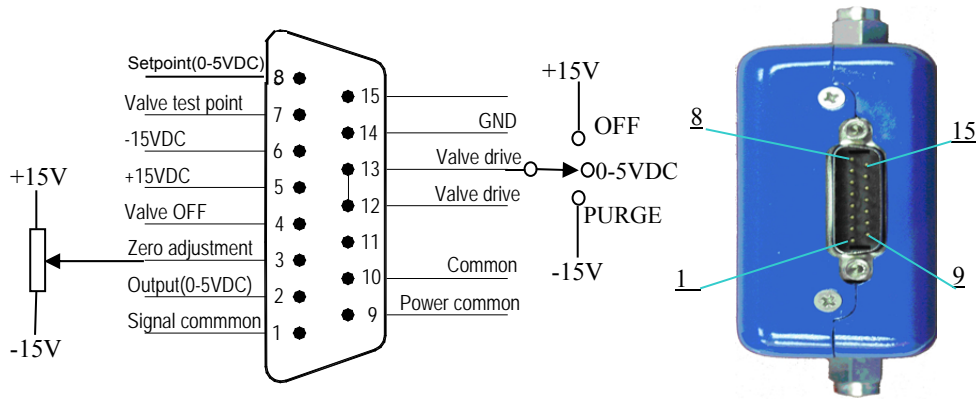 Setpoint(0-5VDC)
8
Valve test point
7
-15VDC
6
+15VDC
5
Valve OFF
4
Zero adjustment
3
Output(0-5VDC)
2
Signal commmon
1
+15V
-15V
15
14
GND
13
Valve drive
12
Valve drive
11
10
Common
9
Power common
+15V
OFF
0-5VDC
PURGE
-15V
8
15
1
9